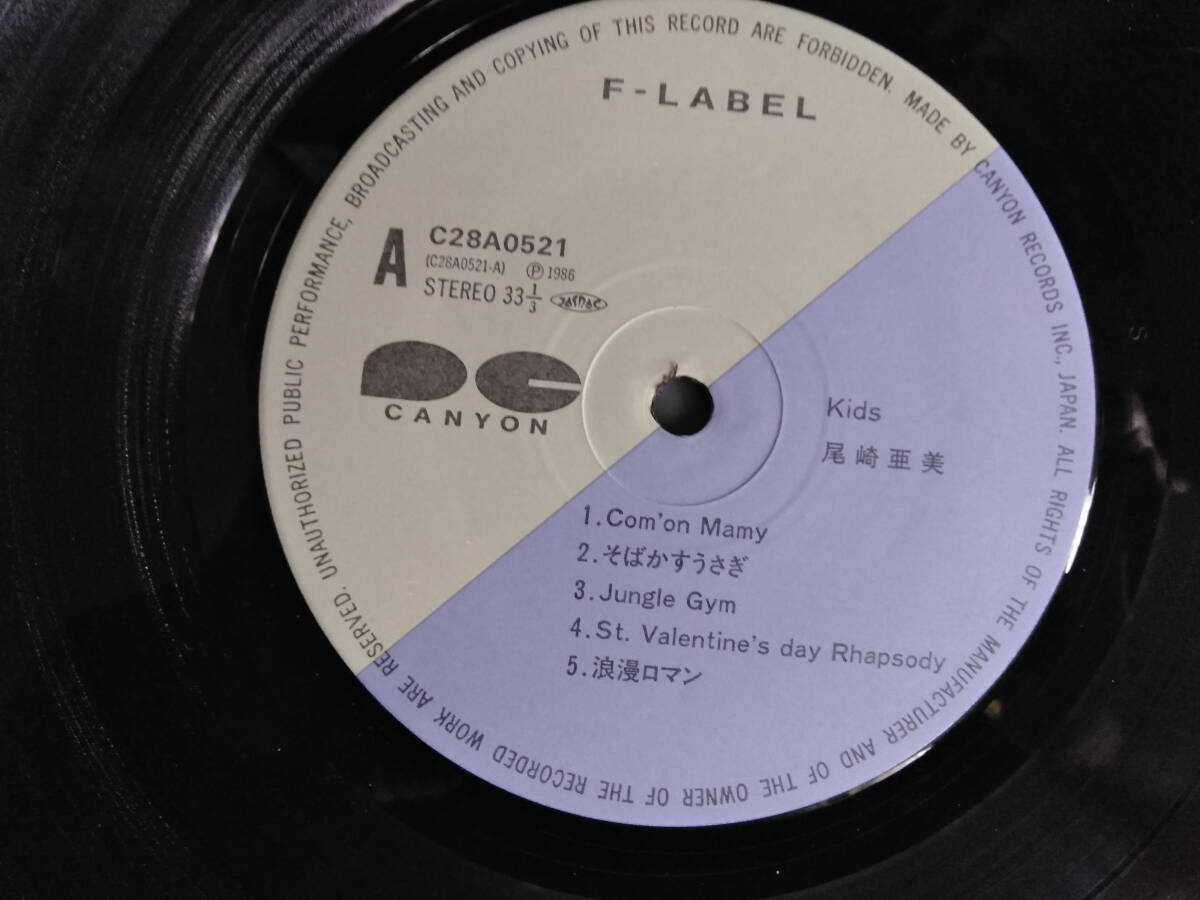 UNAUTHORIZED PUBLIC PERFORMANCE, BROADCASTING AND COPYING OF THIS RECORD ARE FORBIDDEN. MADE BY CANYON RECORDS INC., JAPAN. ALL RIGHTS OF THE MANUFACTURER AND OF THE OWNER OF THE RECORDED WORK ARE RESERVED.
F-LABEL
A
C28A0521
(C28A0521-A) Ⓟ 1986
STEREO 33 1/3 JASRAC
CANYON
Kids
尾崎亜美
1.Com'on Mamy
2.そばかすうさぎ
3.Jungle Gym
4.St. Valentine's day Rhapsody
5.浪漫ロマン